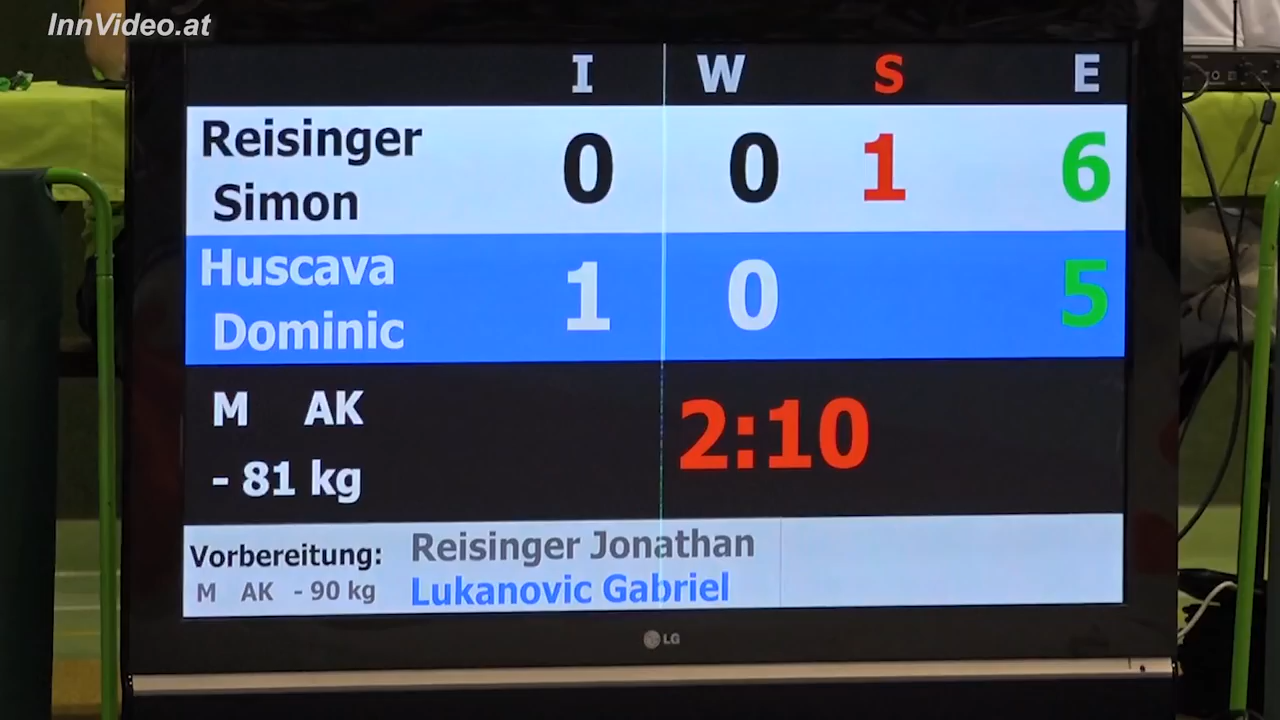 InnVideo.at
I W S E
Reisinger
Simon
0 0 1 6
Huscava
Dominic
1 0 5
M AK
- 81 kg
2:10
Vorbereitung:
M AK - 90 kg
Reisinger Jonathan
Lukanovic Gabriel
LG